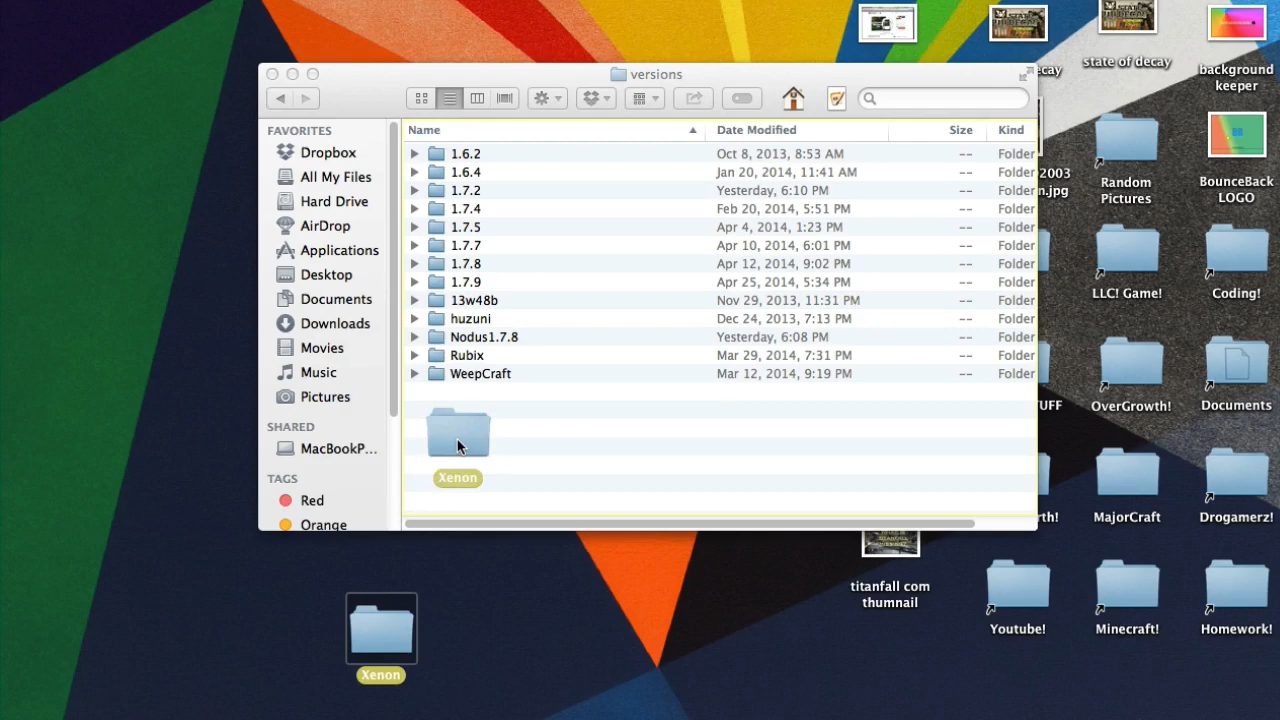 versions
FAVORITES
Dropbox
All My Files
Hard Drive
AirDrop
Applications
Desktop
Documents
Downloads
Movies
Music
Pictures
SHARED
MacBookP...
TAGS
Red
Orange
Name Date Modified Size Kind
1.6.2 Oct 8, 2013, 8:53 AM -- Folder
1.6.4 Jan 20, 2014, 11:41 AM -- Folder
1.7.2 Yesterday, 6:10 PM -- Folder
1.7.4 Feb 20, 2014, 5:51 PM -- Folder
1.7.5 Apr 4, 2014, 1:23 PM -- Folder
1.7.7 Apr 10, 2014, 6:01 PM -- Folder
1.7.8 Apr 12, 2014, 9:02 PM -- Folder
1.7.9 Apr 25, 2014, 5:34 PM -- Folder
13w48b Nov 29, 2013, 11:31 PM -- Folder
huzuni Dec 24, 2013, 7:13 PM -- Folder
Nodus1.7.8 Yesterday, 6:08 PM -- Folder
Rubix Mar 29, 2014, 7:31 PM -- Folder
WeepCraft Mar 12, 2014, 9:19 PM -- Folder
Xenon
Xenon
ecay
state of decay
background
keeper
2003
n.jpg
Random
Pictures
BounceBack
LOGO
LLC! Game!
Coding!
UFF
OverGrowth!
Documents
rth!
MajorCraft
Drogamerz!
titanfall com
thumnail
Youtube!
Minecraft!
Homework!